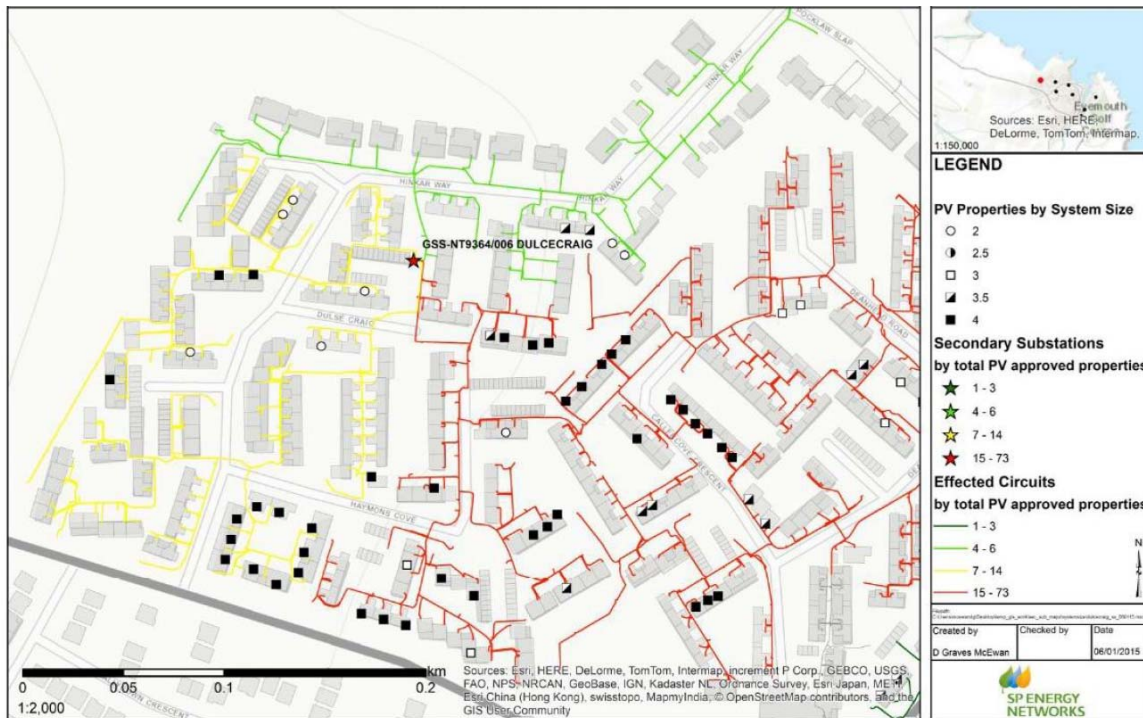 POCKLAW SLAP
HINKAR WAY
HINKAR WAY
HINKAR WAY
GSS-NT9364/006 DULCECRAIG
DEANHEAD ROAD
DULSE CRAIG
CALLER COVE CRESCENT
HAYMONS COVE
CRESCENT
km
0 0.05 0.1 0.2
1:2,000
Sources: Esri, HERE, DeLorme, TomTom, Intermap, increment P Corp., GEBCO, USGS,
FAO, NPS, NRCAN, GeoBase, IGN, Kadaster NL, Ordnance Survey, Esri Japan, METI,
Esri China (Hong Kong), swisstopo, MapmyIndia, © OpenStreetMap contributors, and the
GIS User Community
Eyemouth
Golf
Sources: Esri, HERE,
DeLorme, TomTom, Intermap,
1:150,000
LEGEND
PV Properties by System Size
2
2.5
3
3.5
4
Secondary Substations
by total PV approved properties
1 - 3
4 - 6
7 - 14
15 - 73
Effected Circuits
by total PV approved properties
1 - 3
4 - 6
7 - 14
15 - 73
N
Created by Checked by Date
D Graves McEwan 06/01/2015
SP ENERGY
NETWORKS